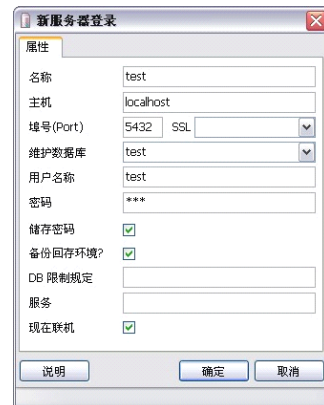 新服务器登录
属性
名称 test
主机 localhost
埠号(Port) 5432 SSL
维护数据库 test
用户名称 test
密码 ***
储存密码
备份回存环境?
DB 限制规定
服务
现在联机
说明 确定 取消